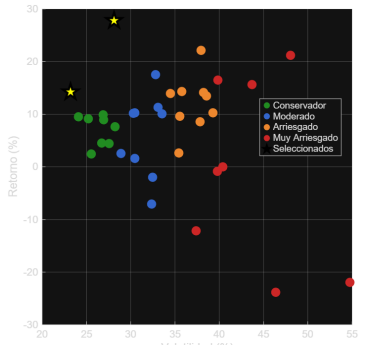 30
20
10
0
-10
-20
-30
Retorno (%)
Conservador
Moderado
Arriesgado
Muy Arriesgado
Seleccionados
20 25 30 35 40 45 50 55